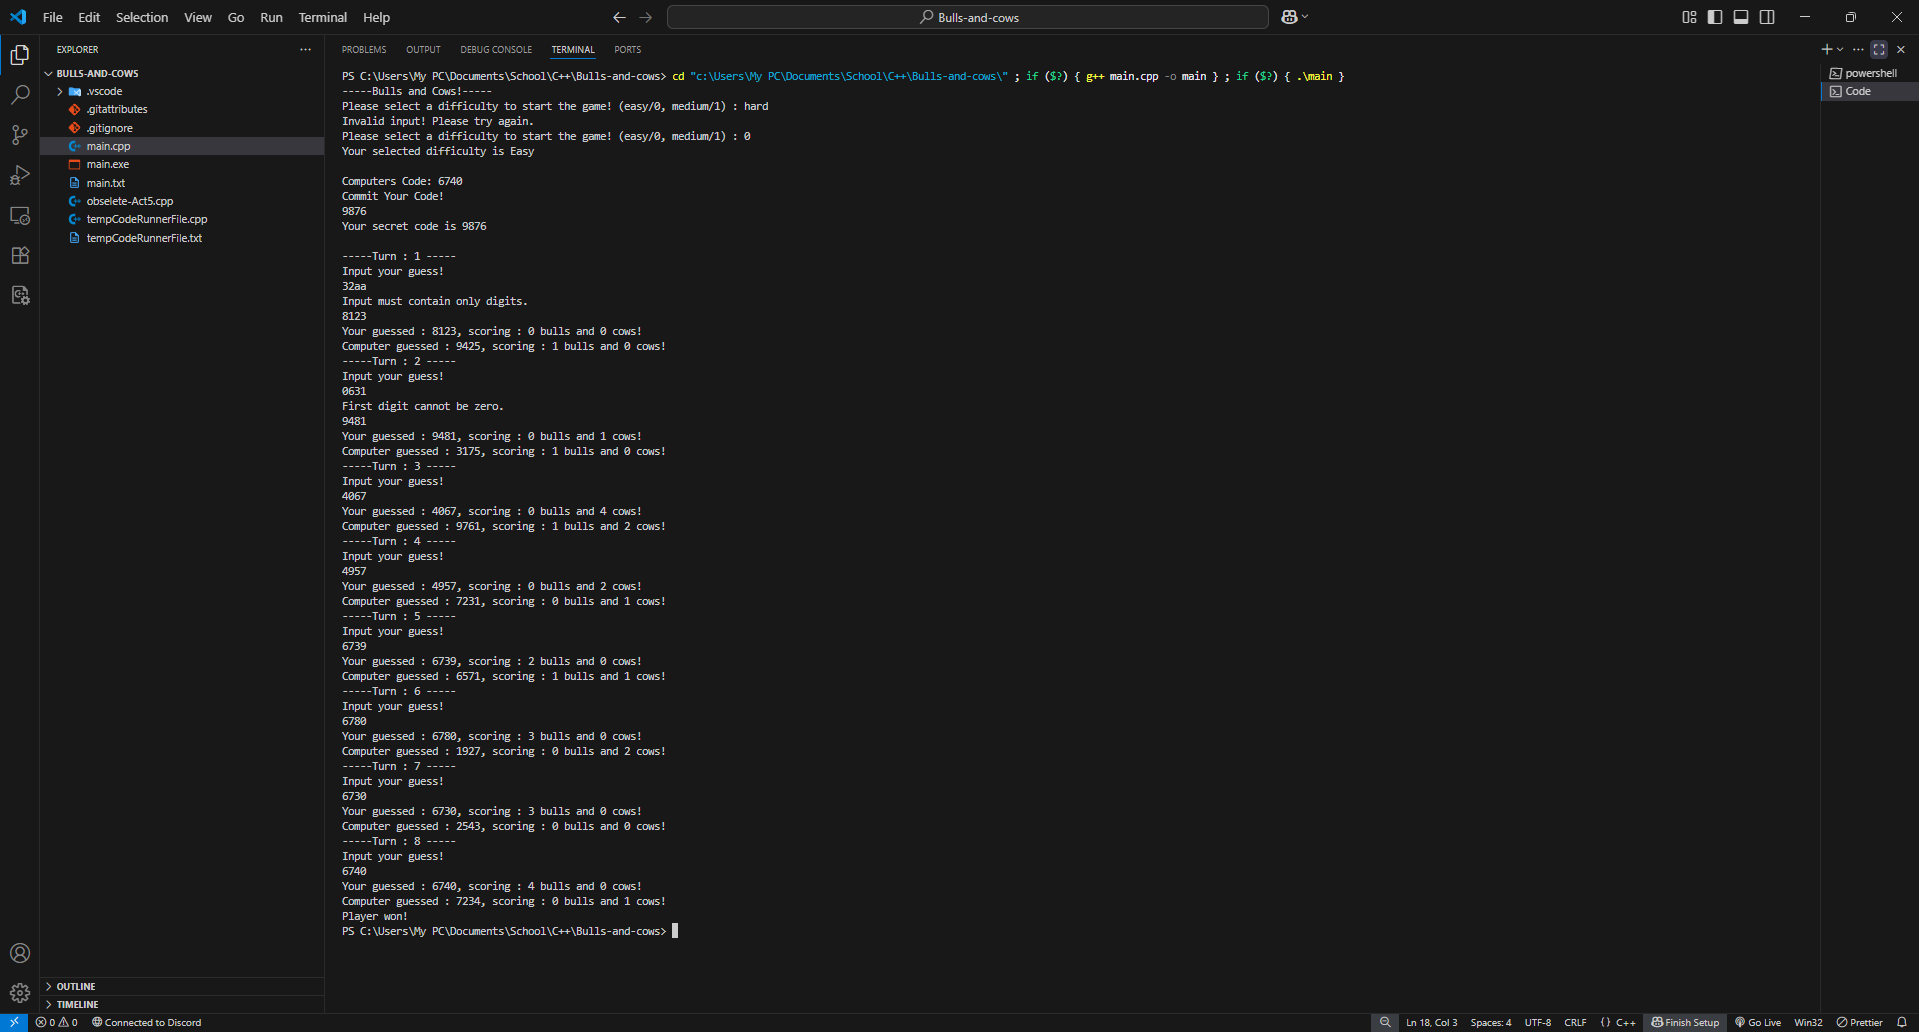 File Edit Selection View Go Run Terminal Help
Bulls-and-cows
EXPLORER
BULLS-AND-COWS
.vscode
.gitattributes
.gitignore
main.cpp
main.exe
main.txt
obselete-Act5.cpp
tempCodeRunnerFile.cpp
tempCodeRunnerFile.txt
OUTLINE
TIMELINE
PROBLEMS OUTPUT DEBUG CONSOLE TERMINAL PORTS
PS C:\Users\My PC\Documents\School\C++\Bulls-and-cows> cd "c:\Users\My PC\Documents\School\C++\Bulls-and-cows\" ; if ($?) { g++ main.cpp -o main } ; if ($?) { .\main }
-----Bulls and Cows!-----
Please select a difficulty to start the game! (easy/0, medium/1) : hard
Invalid input! Please try again.
Please select a difficulty to start the game! (easy/0, medium/1) : 0
Your selected difficulty is Easy
Computers Code: 6740
Commit Your Code!
9876
Your secret code is 9876
-----Turn : 1 -----
Input your guess!
32aa
Input must contain only digits.
8123
Your guessed : 8123, scoring : 0 bulls and 0 cows!
Computer guessed : 9425, scoring : 1 bulls and 0 cows!
-----Turn : 2 -----
Input your guess!
0631
First digit cannot be zero.
9481
Your guessed : 9481, scoring : 0 bulls and 1 cows!
Computer guessed : 3175, scoring : 1 bulls and 0 cows!
-----Turn : 3 -----
Input your guess!
4067
Your guessed : 4067, scoring : 0 bulls and 4 cows!
Computer guessed : 9761, scoring : 1 bulls and 2 cows!
-----Turn : 4 -----
Input your guess!
4957
Your guessed : 4957, scoring : 0 bulls and 2 cows!
Computer guessed : 7231, scoring : 0 bulls and 1 cows!
-----Turn : 5 -----
Input your guess!
6739
Your guessed : 6739, scoring : 2 bulls and 0 cows!
Computer guessed : 6571, scoring : 1 bulls and 1 cows!
-----Turn : 6 -----
Input your guess!
6780
Your guessed : 6780, scoring : 3 bulls and 0 cows!
Computer guessed : 1927, scoring : 0 bulls and 2 cows!
-----Turn : 7 -----
Input your guess!
6730
Your guessed : 6730, scoring : 3 bulls and 0 cows!
Computer guessed : 2543, scoring : 0 bulls and 0 cows!
-----Turn : 8 -----
Input your guess!
6740
Your guessed : 6740, scoring : 4 bulls and 0 cows!
Computer guessed : 7234, scoring : 0 bulls and 1 cows!
Player won!
PS C:\Users\My PC\Documents\School\C++\Bulls-and-cows>
powershell
Code
0 0 Connected to Discord
Ln 18, Col 3 Spaces: 4 UTF-8 CRLF {} C++ Finish Setup Go Live Win32 Prettier